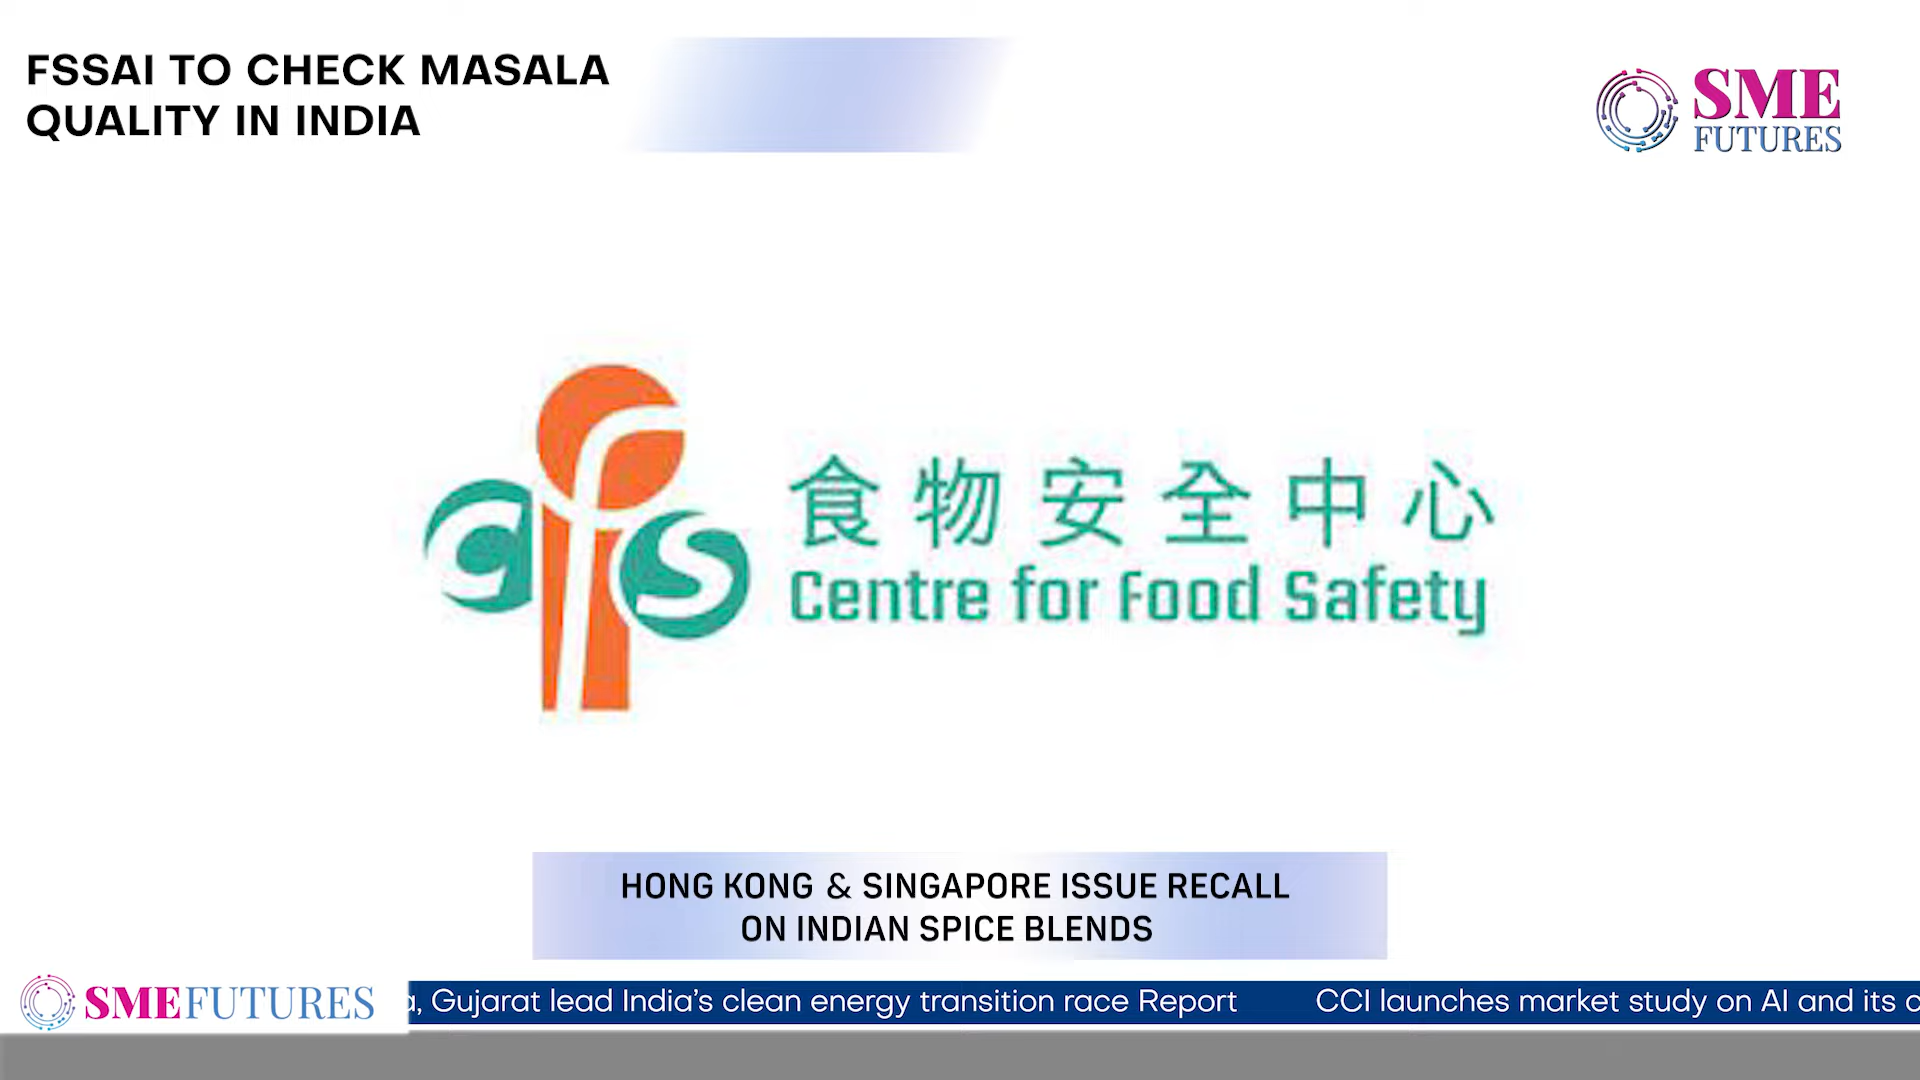 FSSAI TO CHECK MASALA
QUALITY IN INDIA
SME
FUTURES
cfs
食物安全中心
Centre for Food Safety
HONG KONG & SINGAPORE ISSUE RECALL
ON INDIAN SPICE BLENDS
SMEFUTURES
, Gujarat lead India’s clean energy transition race Report
CCI launches market study on AI and its